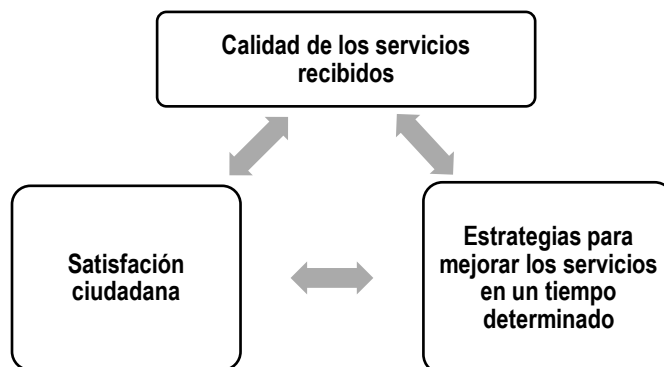 Calidad de los servicios
recibidos
Satisfación
ciudadana
Estrategias para
mejorar los servicios
en un tiempo
determinado